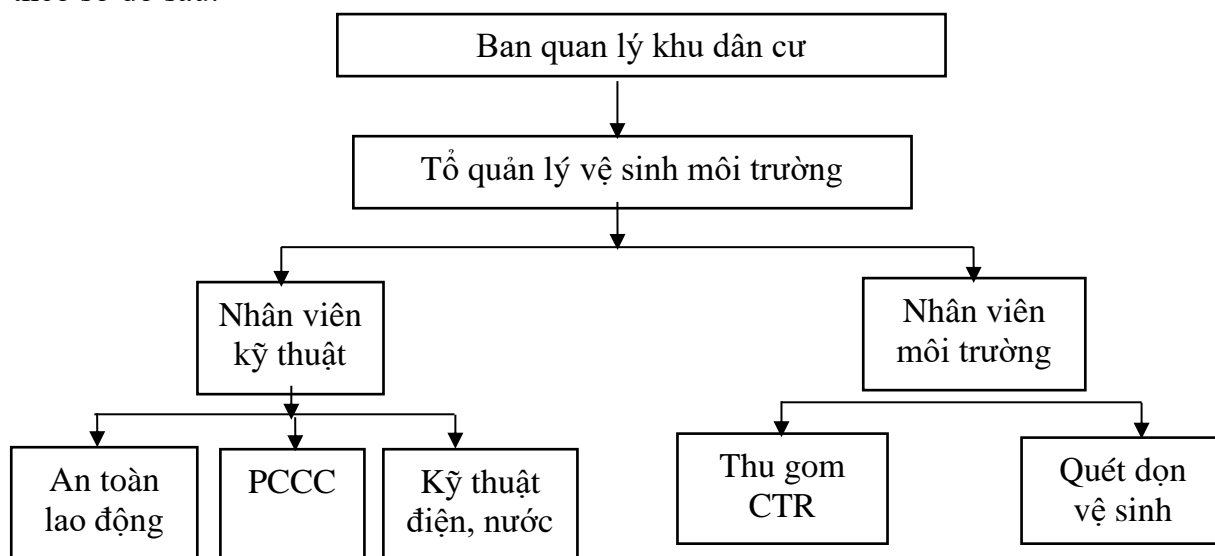 theo sơ đồ sau:
Ban quan lý khu dân cư
Tổ quản lý vệ sinh môi trường
Nhân viên
kỹ thuật
Nhân viên
môi trường
An toàn
lao động
PCCC
Kỹ thuật
điện, nước
Thu gom
CTR
Quét dọn
vệ sinh